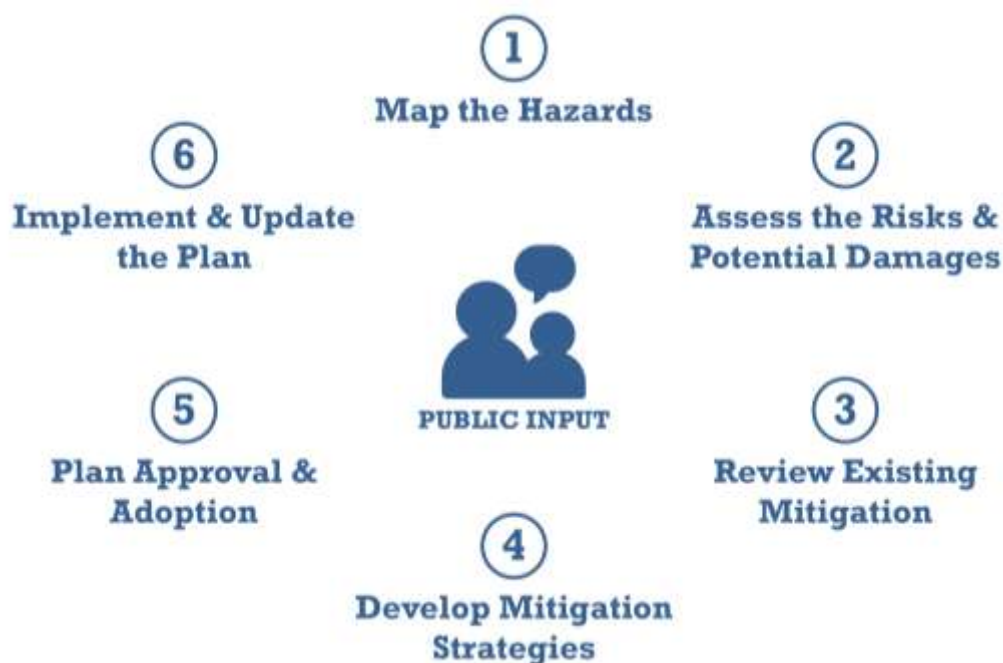 1
Map the Hazards
2
Assess the Risks &
Potential Damages
3
Review Existing
Mitigation
4
Develop Mitigation
Strategies
5
Plan Approval &
Adoption
6
Implement & Update
the Plan
PUBLIC INPUT